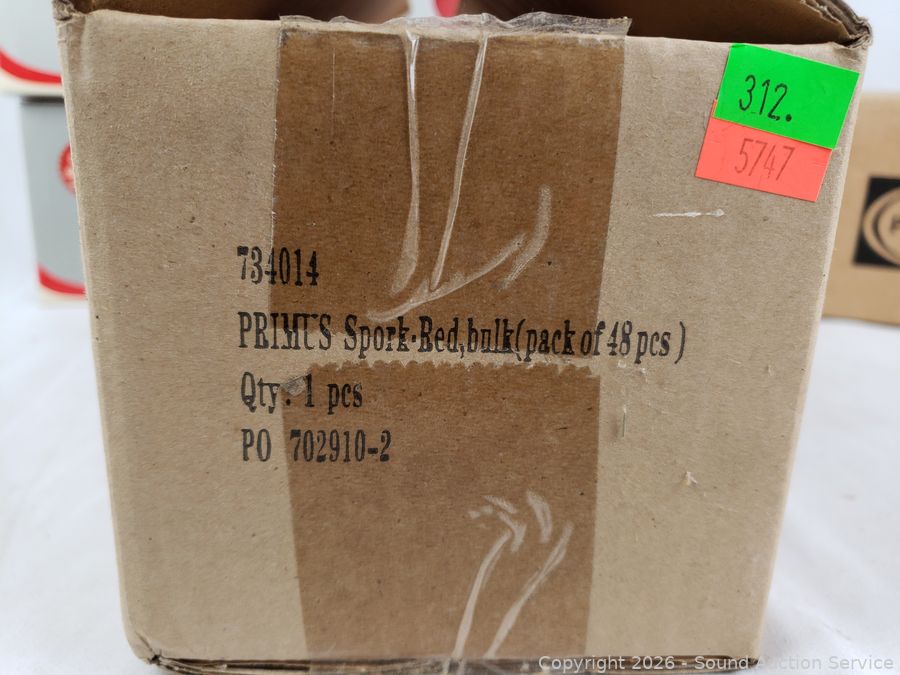 312.
5747
734014
PRIMUS Spork-Red,bulk(pack of 48 pcs)
Qty: 1 pcs
PO 702910-2
Copyright 2026 - Sound Auction Service